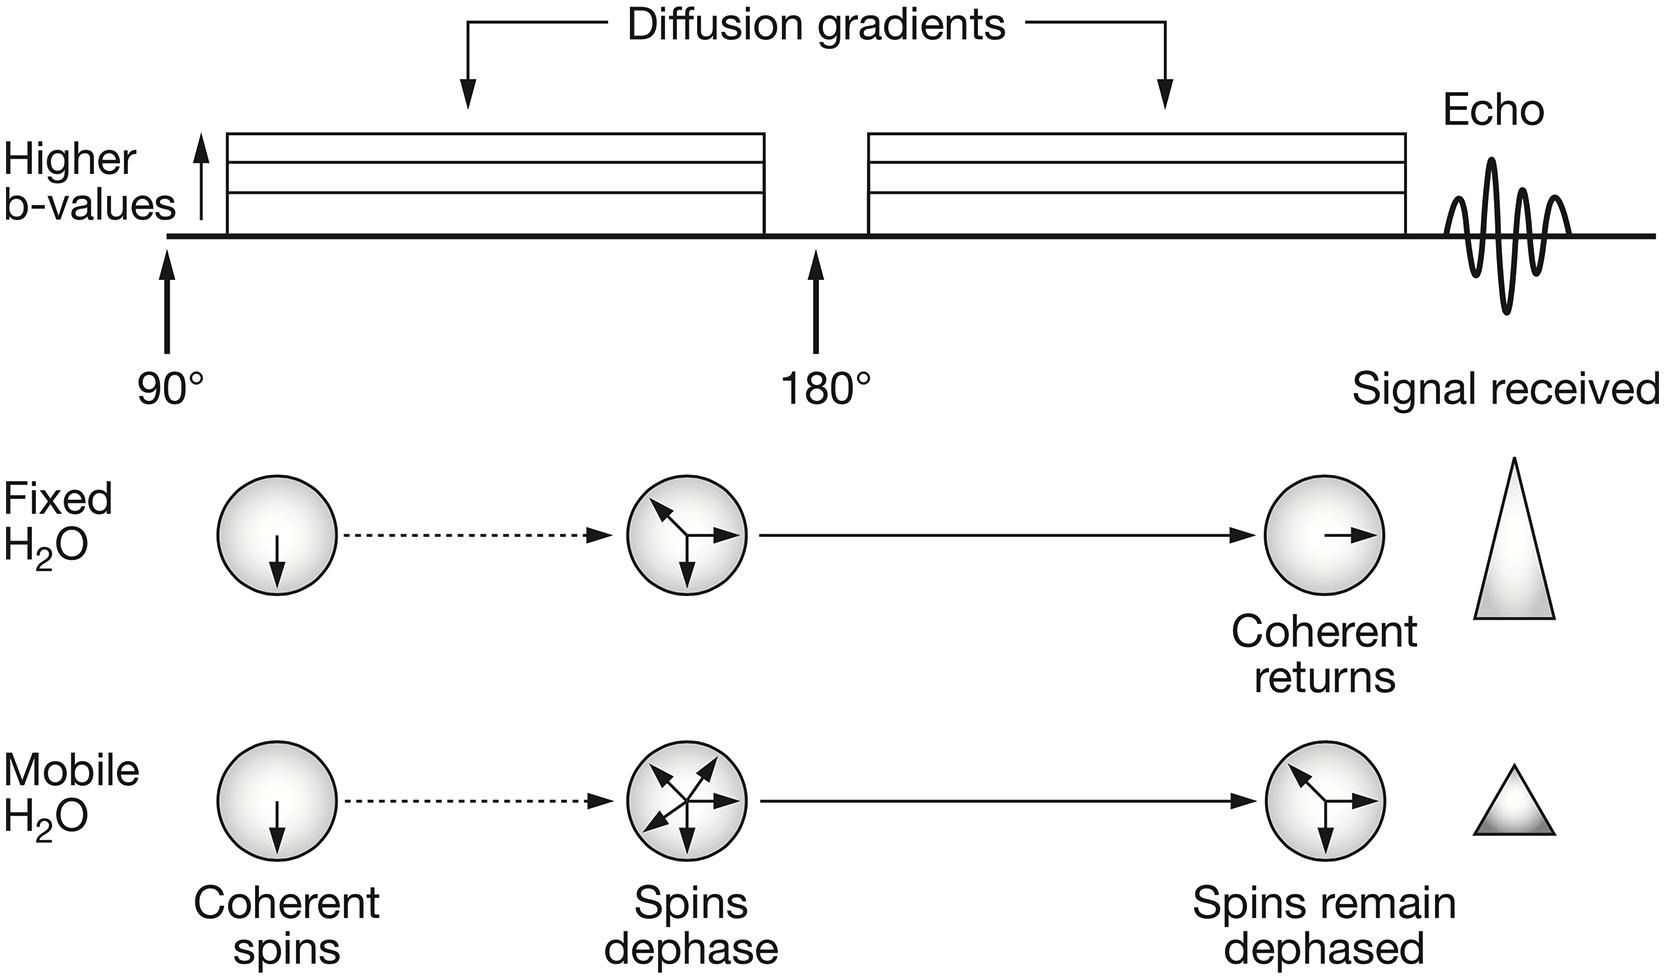 Diffusion gradients
Echo
Higher
b-values
90°
180°
Signal received
Fixed
H₂O
Coherent
returns
Mobile
H₂O
Coherent
spins
Spins
dephase
Spins remain
dephased